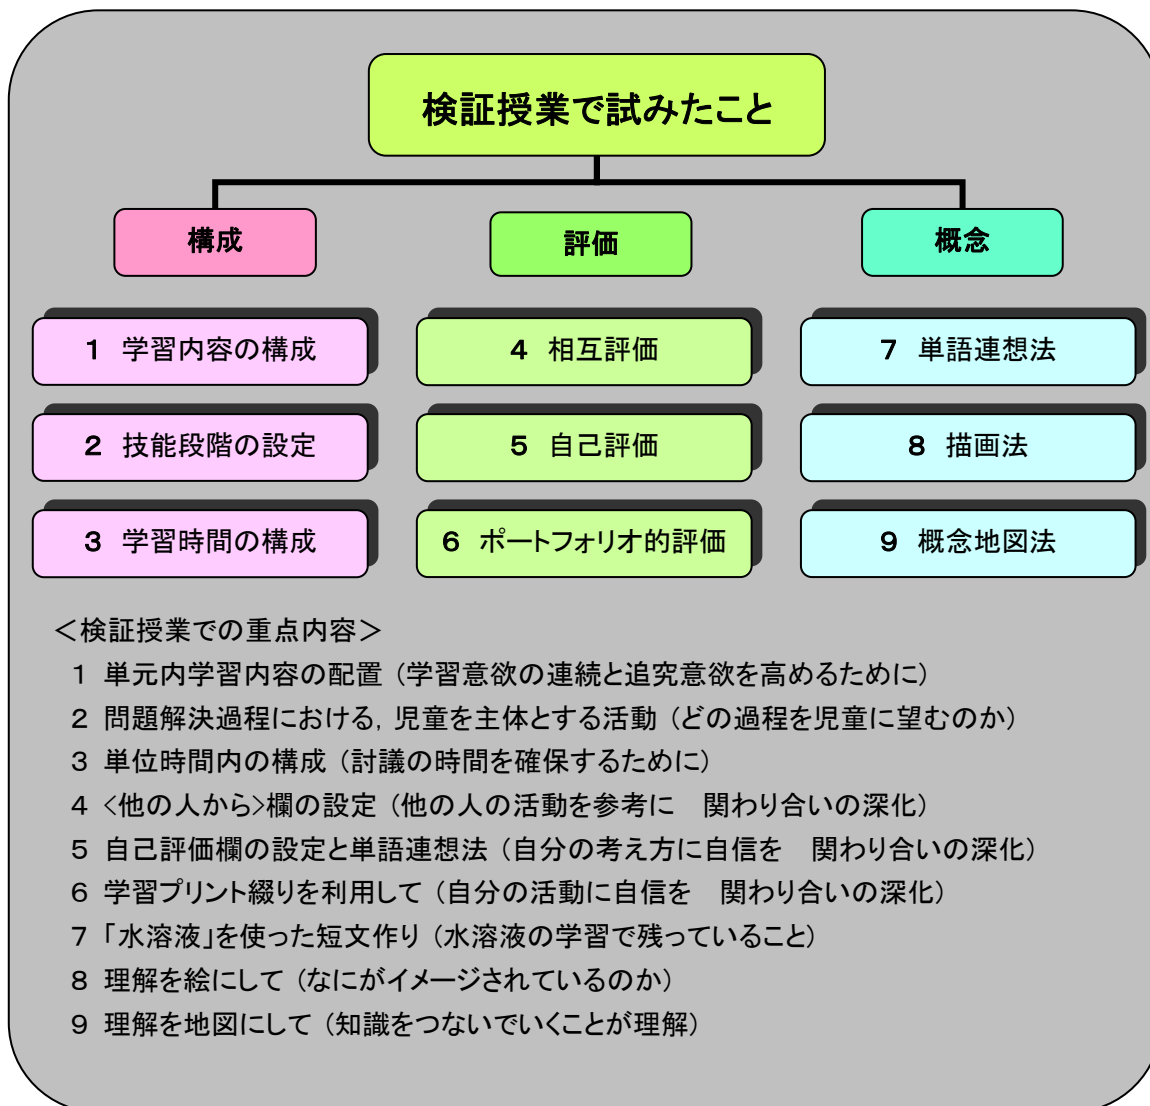 検証授業で試みたこと
構成
評価
概念
1 学習内容の構成
4 相互評価
7 単語連想法
2 技能段階の設定
5 自己評価
8 描画法
3 学習時間の構成
6 ポートフォリオ的評価
9 概念地図法
＜検証授業での重点内容＞
1 単元内学習内容の配置（学習意欲の連続と追究意欲を高めるために）
2 問題解決過程における，児童を主体とする活動（どの過程を児童に望むのか）
3 単位時間内の構成（討議の時間を確保するために）
4 <他の人から>欄の設定（他の人の活動を参考に　関わり合いの深化）
5 自己評価欄の設定と単語連想法（自分の考え方に自信を　関わり合いの深化）
6 学習プリント綴りを利用して（自分の活動に自信を　関わり合いの深化）
7 「水溶液」を使った短文作り（水溶液の学習で残っていること）
8 理解を絵にして（なにがイメージされているのか）
9 理解を地図にして（知識をつないでいくことが理解）